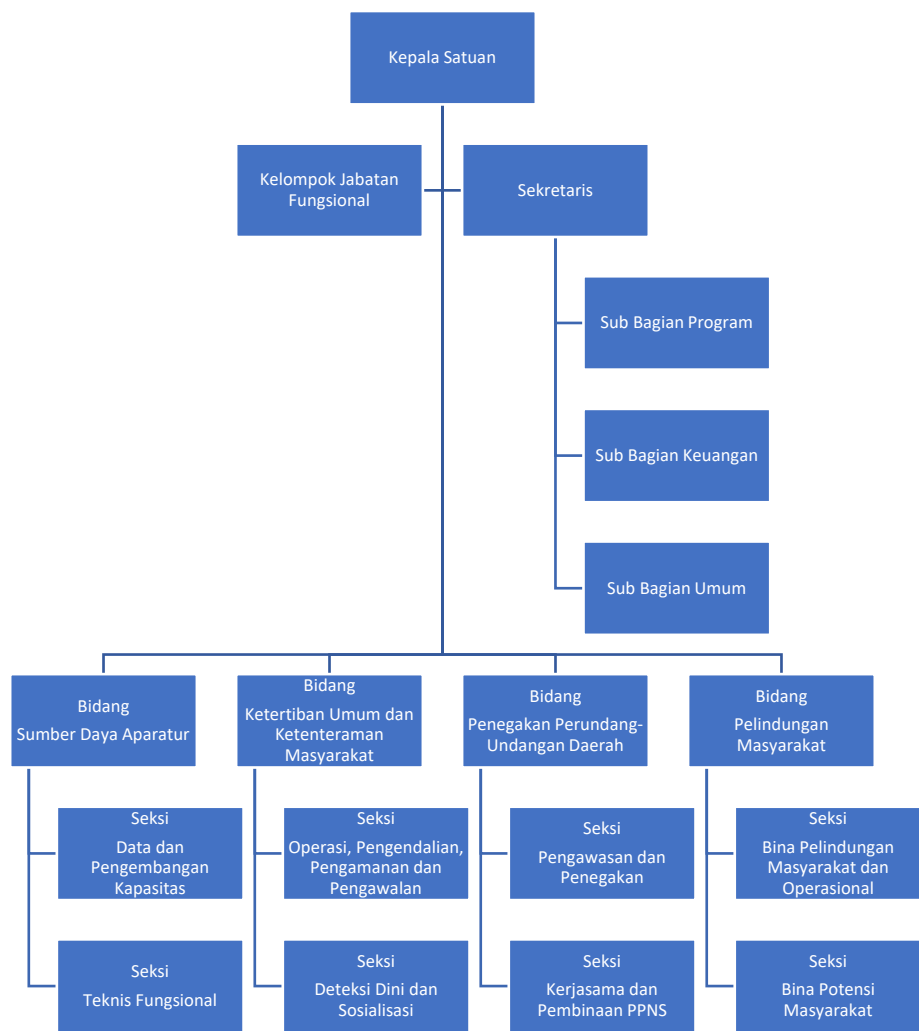 Kepala Satuan
Kelompok Jabatan
Fungsional
Sekretaris
Sub Bagian Program
Sub Bagian Keuangan
Sub Bagian Umum
Bidang
Sumber Daya Aparatur
Bidang
Ketertiban Umum dan
Ketenteraman
Masyarakat
Bidang
Penegakan Perundang-
Undangan Daerah
Bidang
Pelindungan
Masyarakat
Seksi
Data dan
Pengembangan
Kapasitas
Seksi
Operasi, Pengendalian,
Pengamanan dan
Pengawalan
Seksi
Pengawasan dan
Penegakan
Seksi
Bina Pelindungan
Masyarakat dan
Operasional
Seksi
Teknis Fungsional
Seksi
Deteksi Dini dan
Sosialisasi
Seksi
Kerjasama dan
Pembinaan PPNS
Seksi
Bina Potensi
Masyarakat